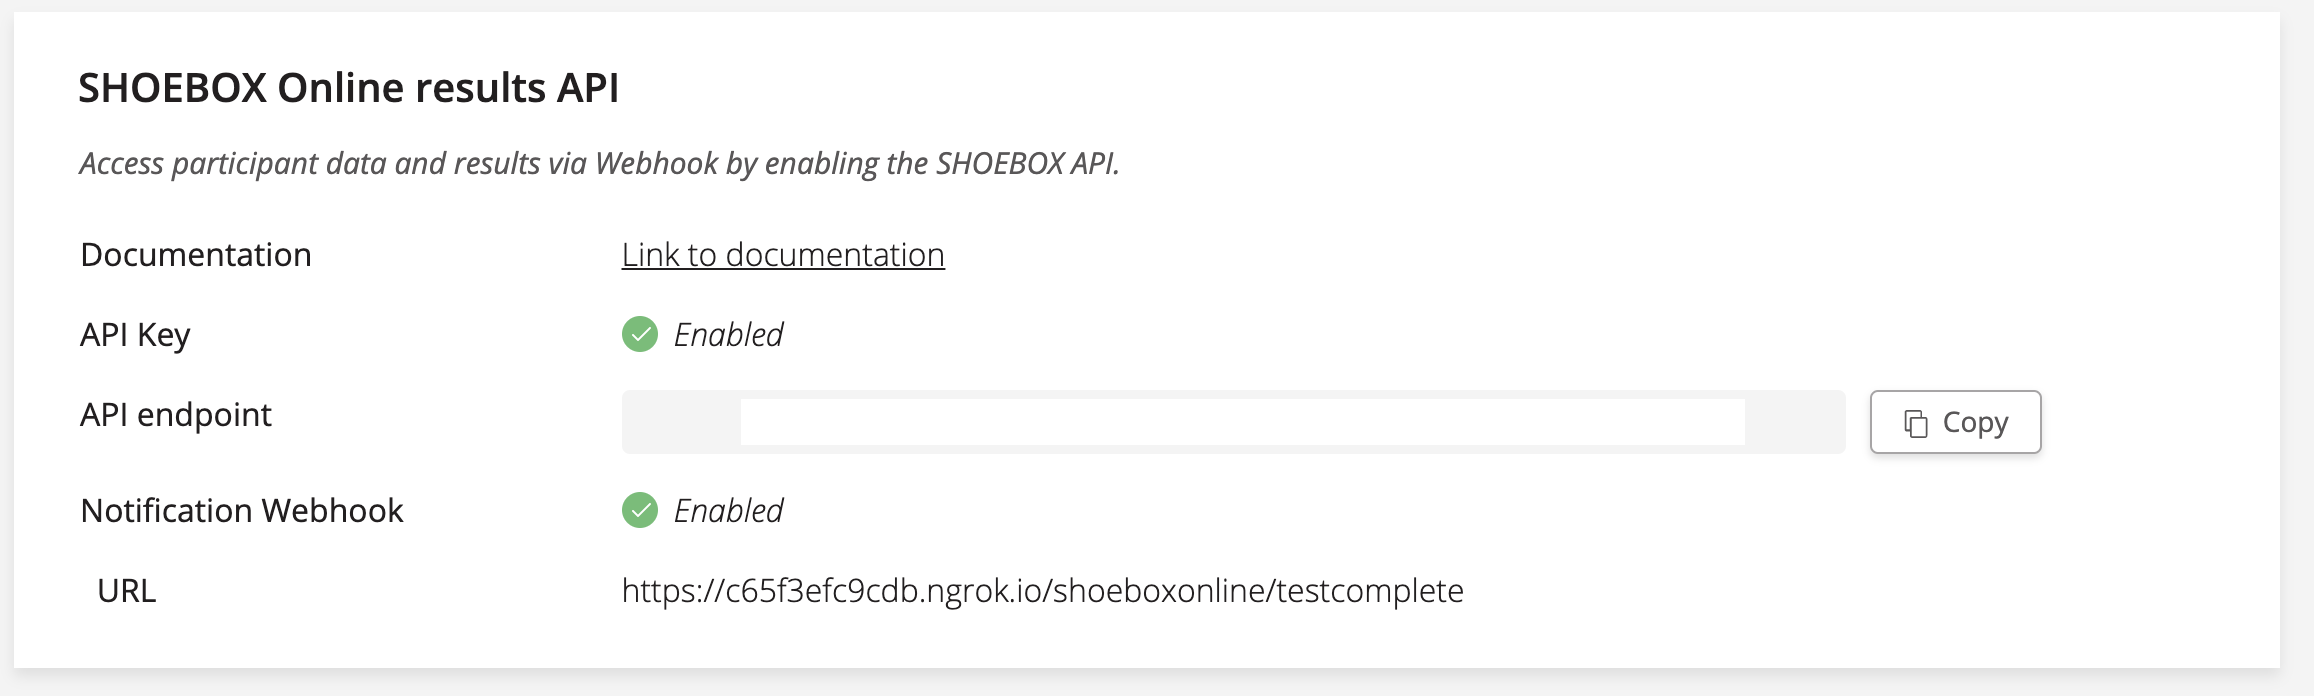 SHOEBOX Online results API
Access participant data and results via Webhook by enabling the SHOEBOX API.
Documentation Link to documentation
API Key Enabled
API endpoint Copy
Notification Webhook Enabled
URL https://c65f3efc9cdb.ngrok.io/shoeboxonline/testcomplete